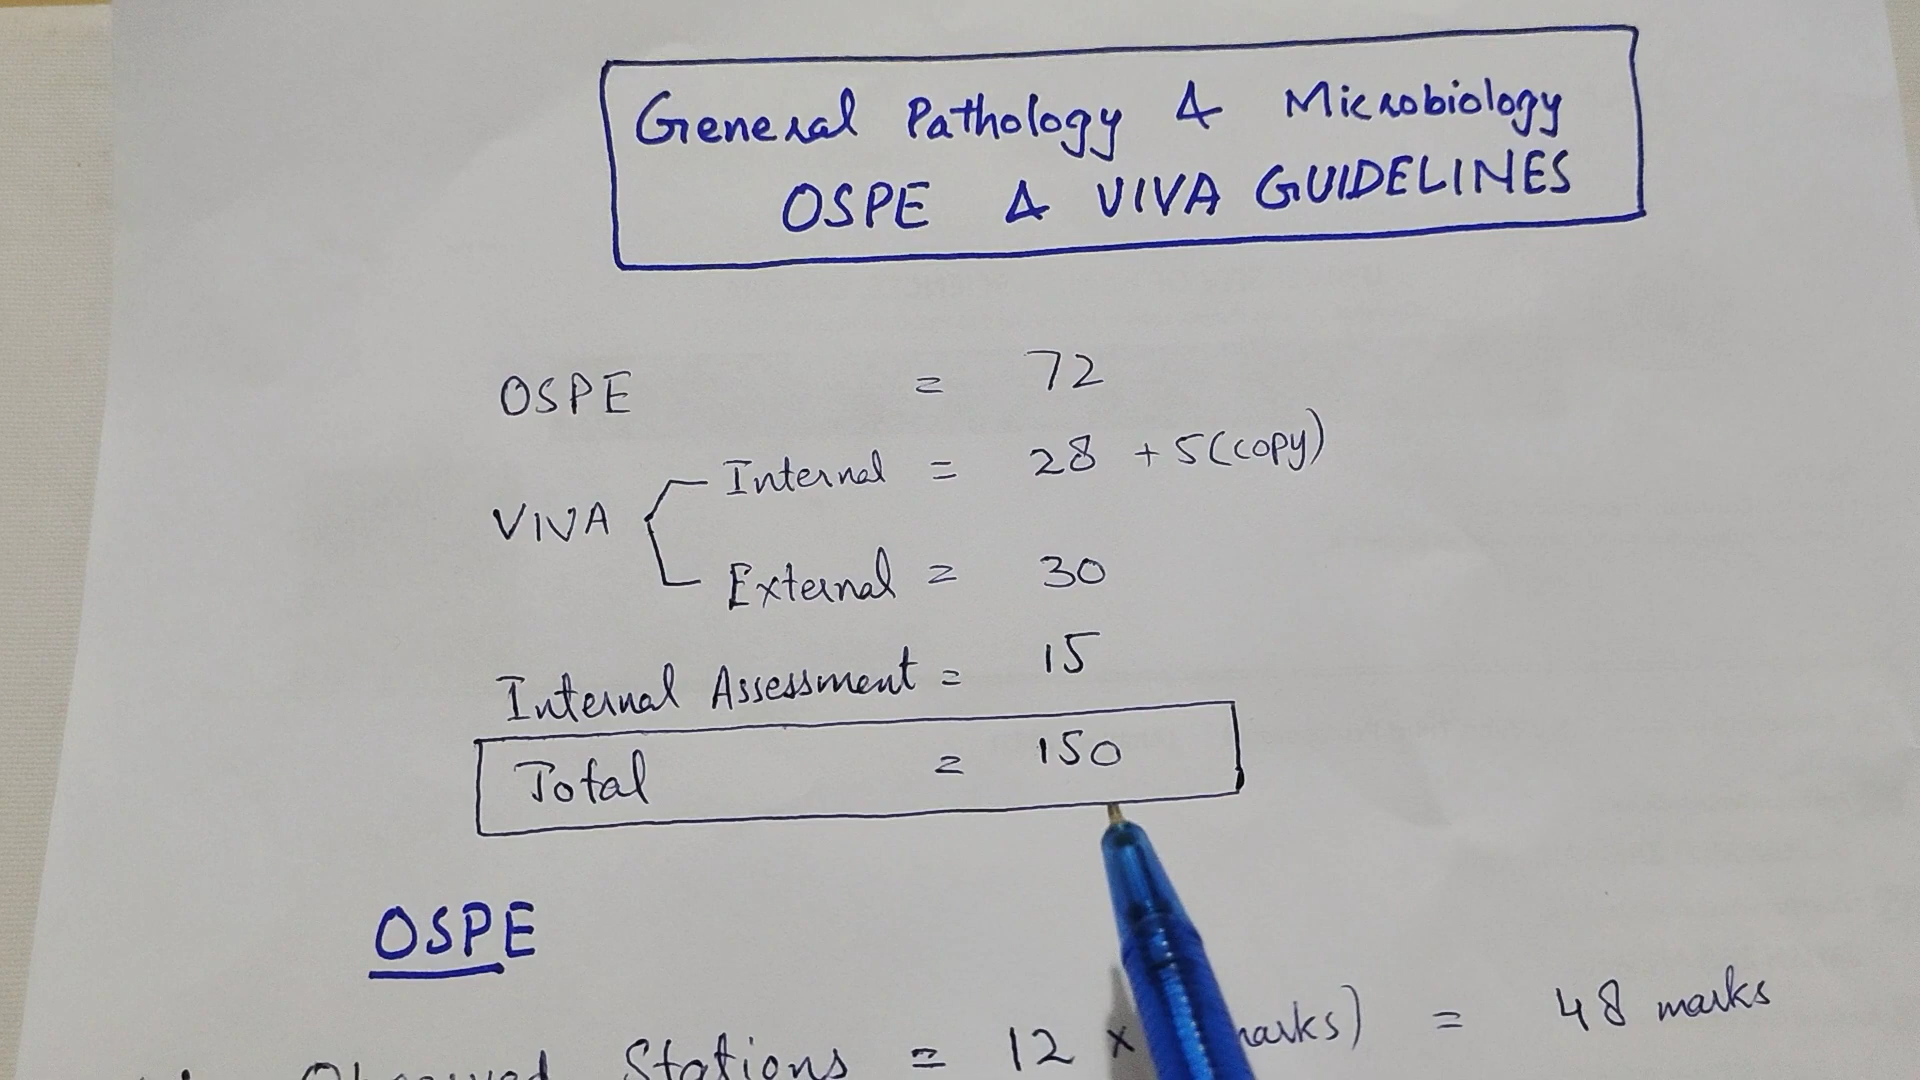 General Pathology & Microbiology
OSPE & VIVA GUIDELINES
OSPE = 72
VIVA
Internal = 28 + 5(copy)
External = 30
Internal Assessment = 15
Total = 150
OSPE
Stations = 12 × marks) = 48 marks